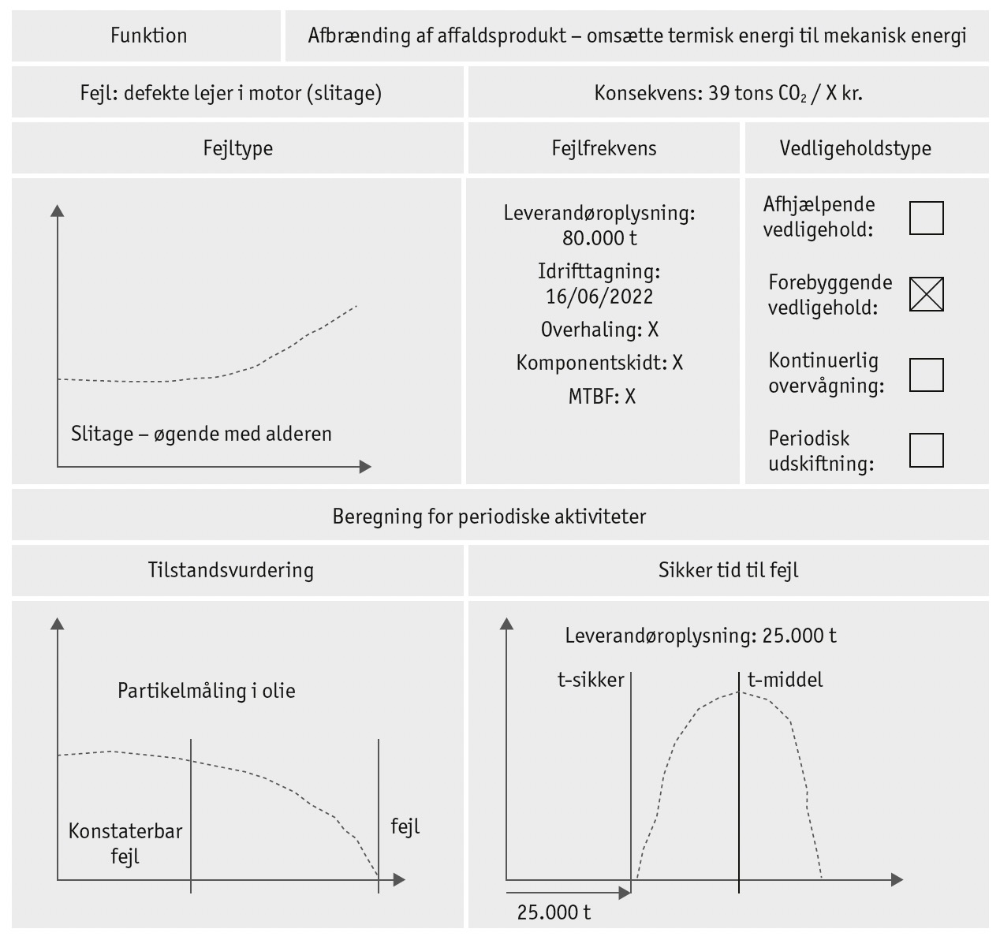 Funktion
Afbrænding af affaldsprodukt – omsætte termisk energi til mekanisk energi
Fejl: defekte lejer i motor (slitage)
Konsekvens: 39 tons CO₂ / X kr.
Fejltype
Fejlfrekvens
Vedligeholdstype
Slitage – øgende med alderen
Leverandøroplysning:
80.000 t
Idrifttagning:
16/06/2022
Overhaling: X
Komponentskidt: X
MTBF: X
Afhjælpende
vedligehold:
Forebyggende
vedligehold:
Kontinuerlig
overvågning:
Periodisk
udskiftning:
Beregning for periodiske aktiviteter
Tilstandsvurdering
Sikker tid til fejl
Partikelmåling i olie
Konstaterbar
fejl
fejl
Leverandøroplysning: 25.000 t
t-sikker
t-middel
25.000 t